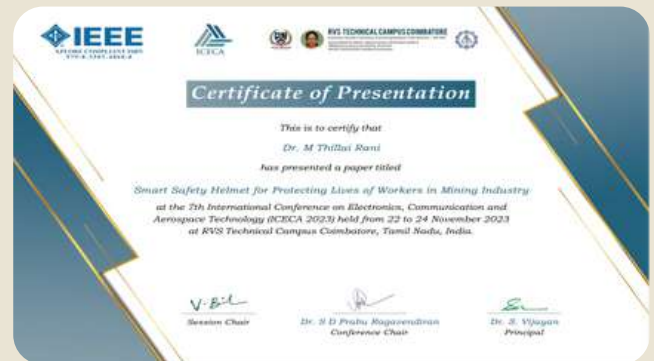 IEEE
ICECA
RVS TECHNICAL CAMPUS COIMBATORE
Certificate of Presentation
This is to certify that
Dr. M Thillai Rani
has presented a paper titled
Smart Safety Helmet for Protecting Lives of Workers in Mining Industry
at the 7th International Conference on Electronics, Communication and
Aerospace Technology (ICECA 2023) held from 22 to 24 November 2023
at RVS Technical Campus Coimbatore, Tamil Nadu, India.
Session Chair
Dr. S D Prabu Ragavendiran
Conference Chair
Dr. S. Vijayan
Principal